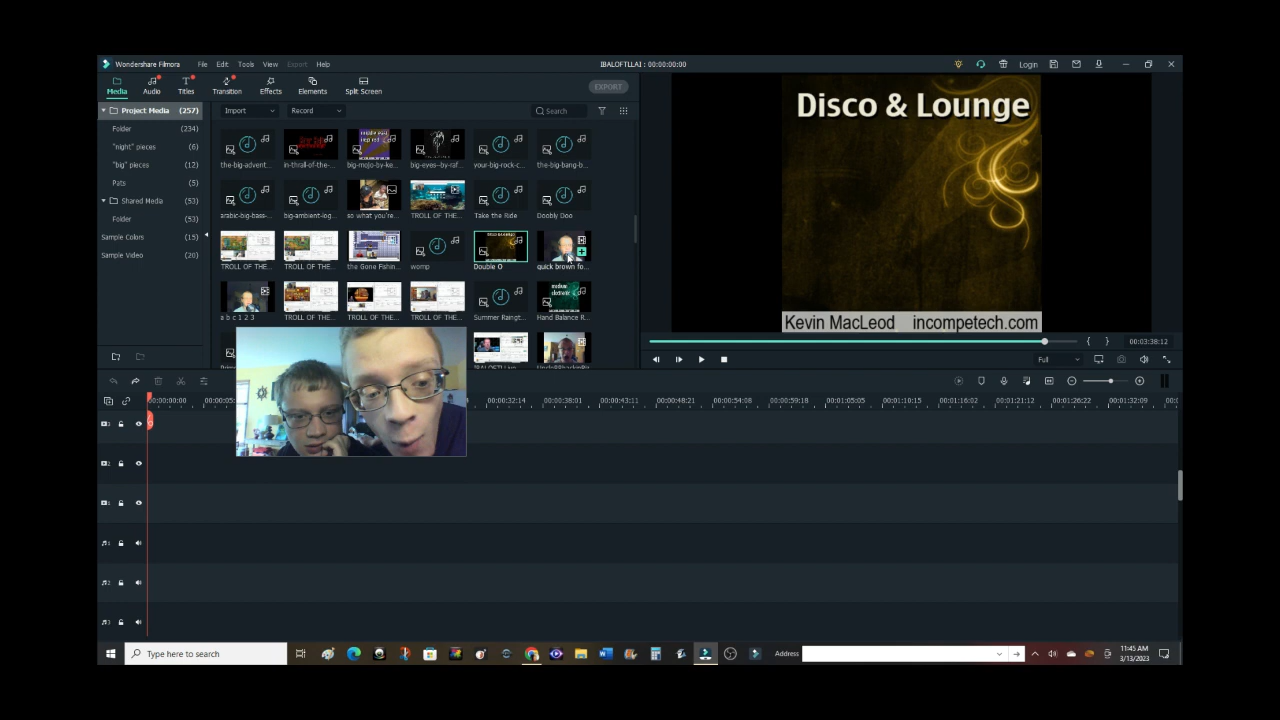 Wondershare Filmora File Edit Tools View Export Help IBALOFTLLAI : 00:00:00:00 Login
Media Audio Titles Transition Effects Elements Split Screen EXPORT
Project Media (257) Import Record Search
Folder (234)
"night" pieces (6)
"big" pieces (12)
Pats (5)
Shared Media (53)
Folder (53)
Sample Colors (15)
Sample Video (20)
the-big-advent... in-thrall-of-the-... big-mojo-by-ke... big-eyes--by-raf... your-big-rock-c... the-big-bang-b...
arabic-big-bass-... big-ambient-log... so what you're... TROLL OF THE... Take the Ride Doobly Doo
TROLL OF THE... TROLL OF THE... the Gone Fishin... womp Double O quick brown fo...
a b c 1 2 3 TROLL OF THE... TROLL OF THE... TROLL OF THE... Summer Raingt... Hand Balance R...
Disco & Lounge
Kevin MacLeod incompetech.com
{ } 00:03:38:12
Full
00:00:00:00 00:00:05: 00:00:32:14 00:00:38:01 00:00:43:11 00:00:48:21 00:00:54:08 00:00:59:18 00:01:05:05 00:01:10:15 00:01:16:02 00:01:21:12 00:01:26:22 00:01:32:09
Type here to search
Address
11:45 AM
3/13/2023